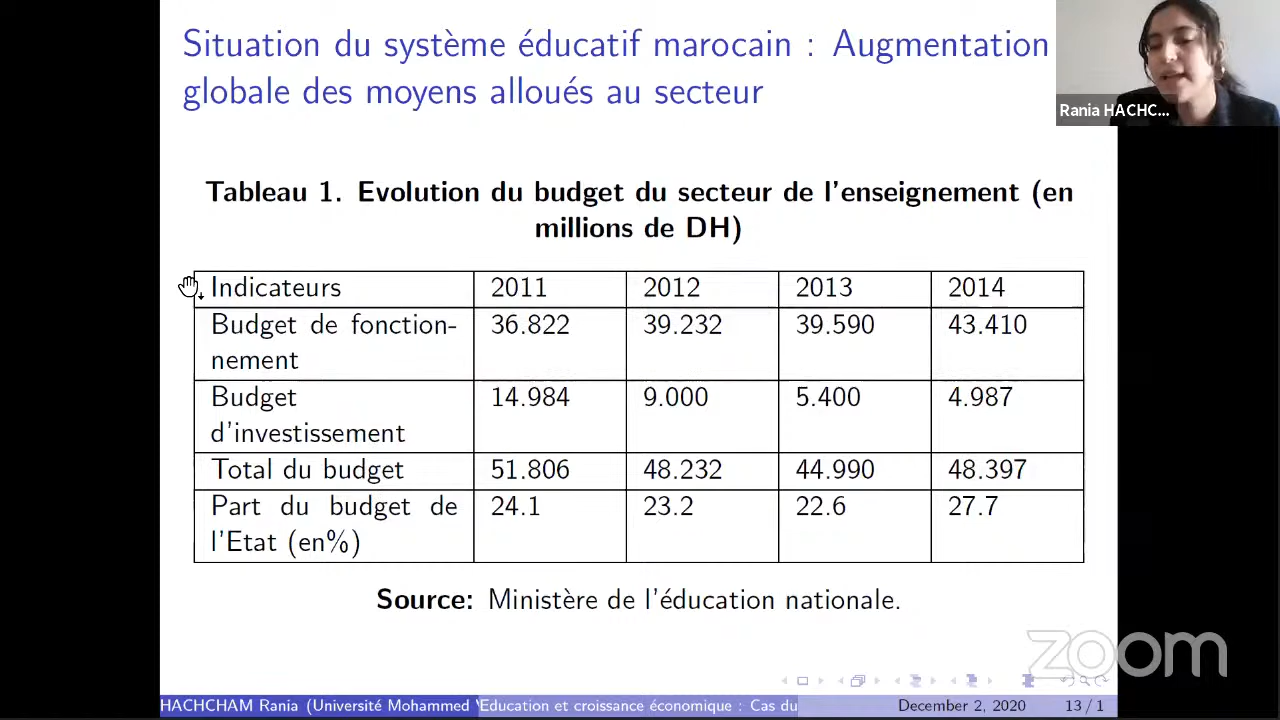 Situation du système éducatif marocain : Augmentation
globale des moyens alloués au secteur
Rania HACHC...
Tableau 1. Evolution du budget du secteur de l'enseignement (en
millions de DH)
Indicateurs 2011 2012 2013 2014
Budget de fonction- 36.822 39.232 39.590 43.410
nement
Budget 14.984 9.000 5.400 4.987
d'investissement
Total du budget 51.806 48.232 44.990 48.397
Part du budget de 24.1 23.2 22.6 27.7
l'Etat (en%)
Source: Ministère de l'éducation nationale.
zoom
HACHCHAM Rania (Université Mohammed Education et croissance économique : Cas du December 2, 2020 13 / 1